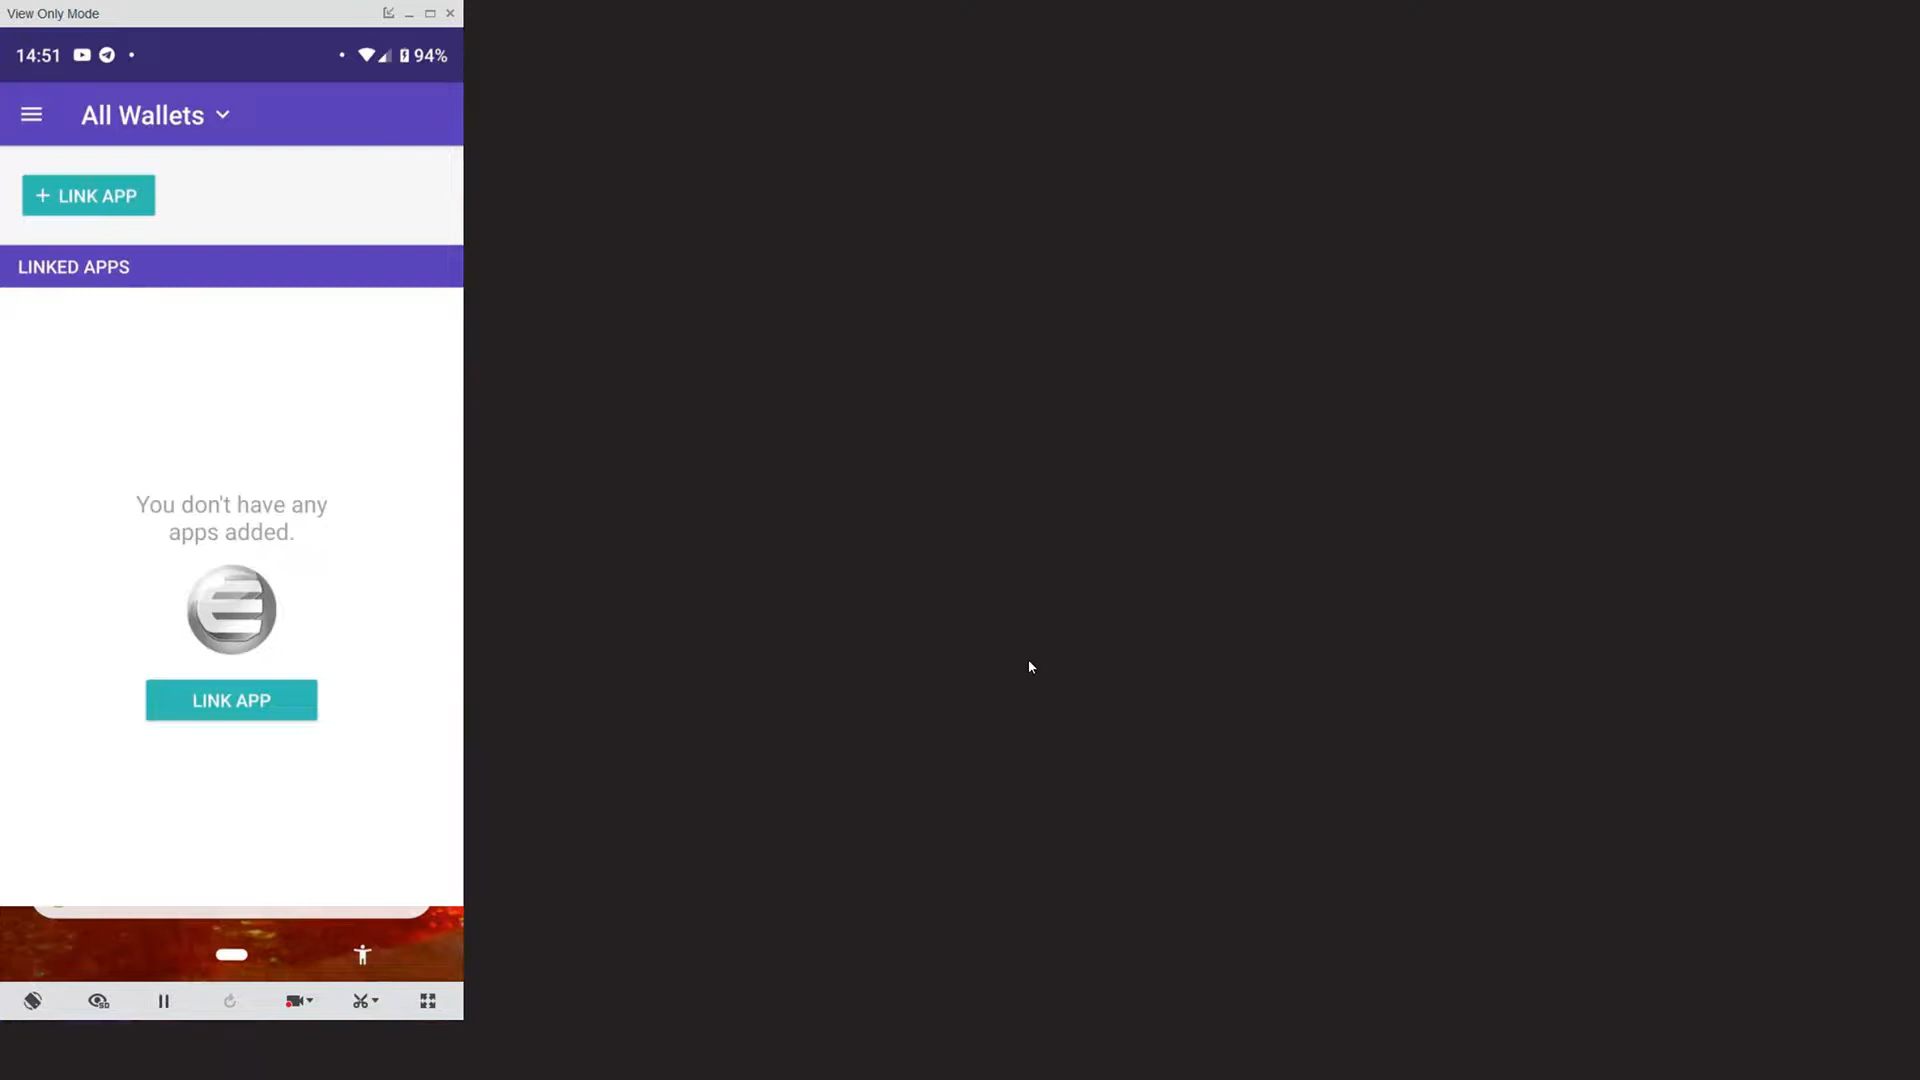 View Only Mode
14:51
94%
All Wallets
+ LINK APP
LINKED APPS
You don't have any
apps added.
LINK APP